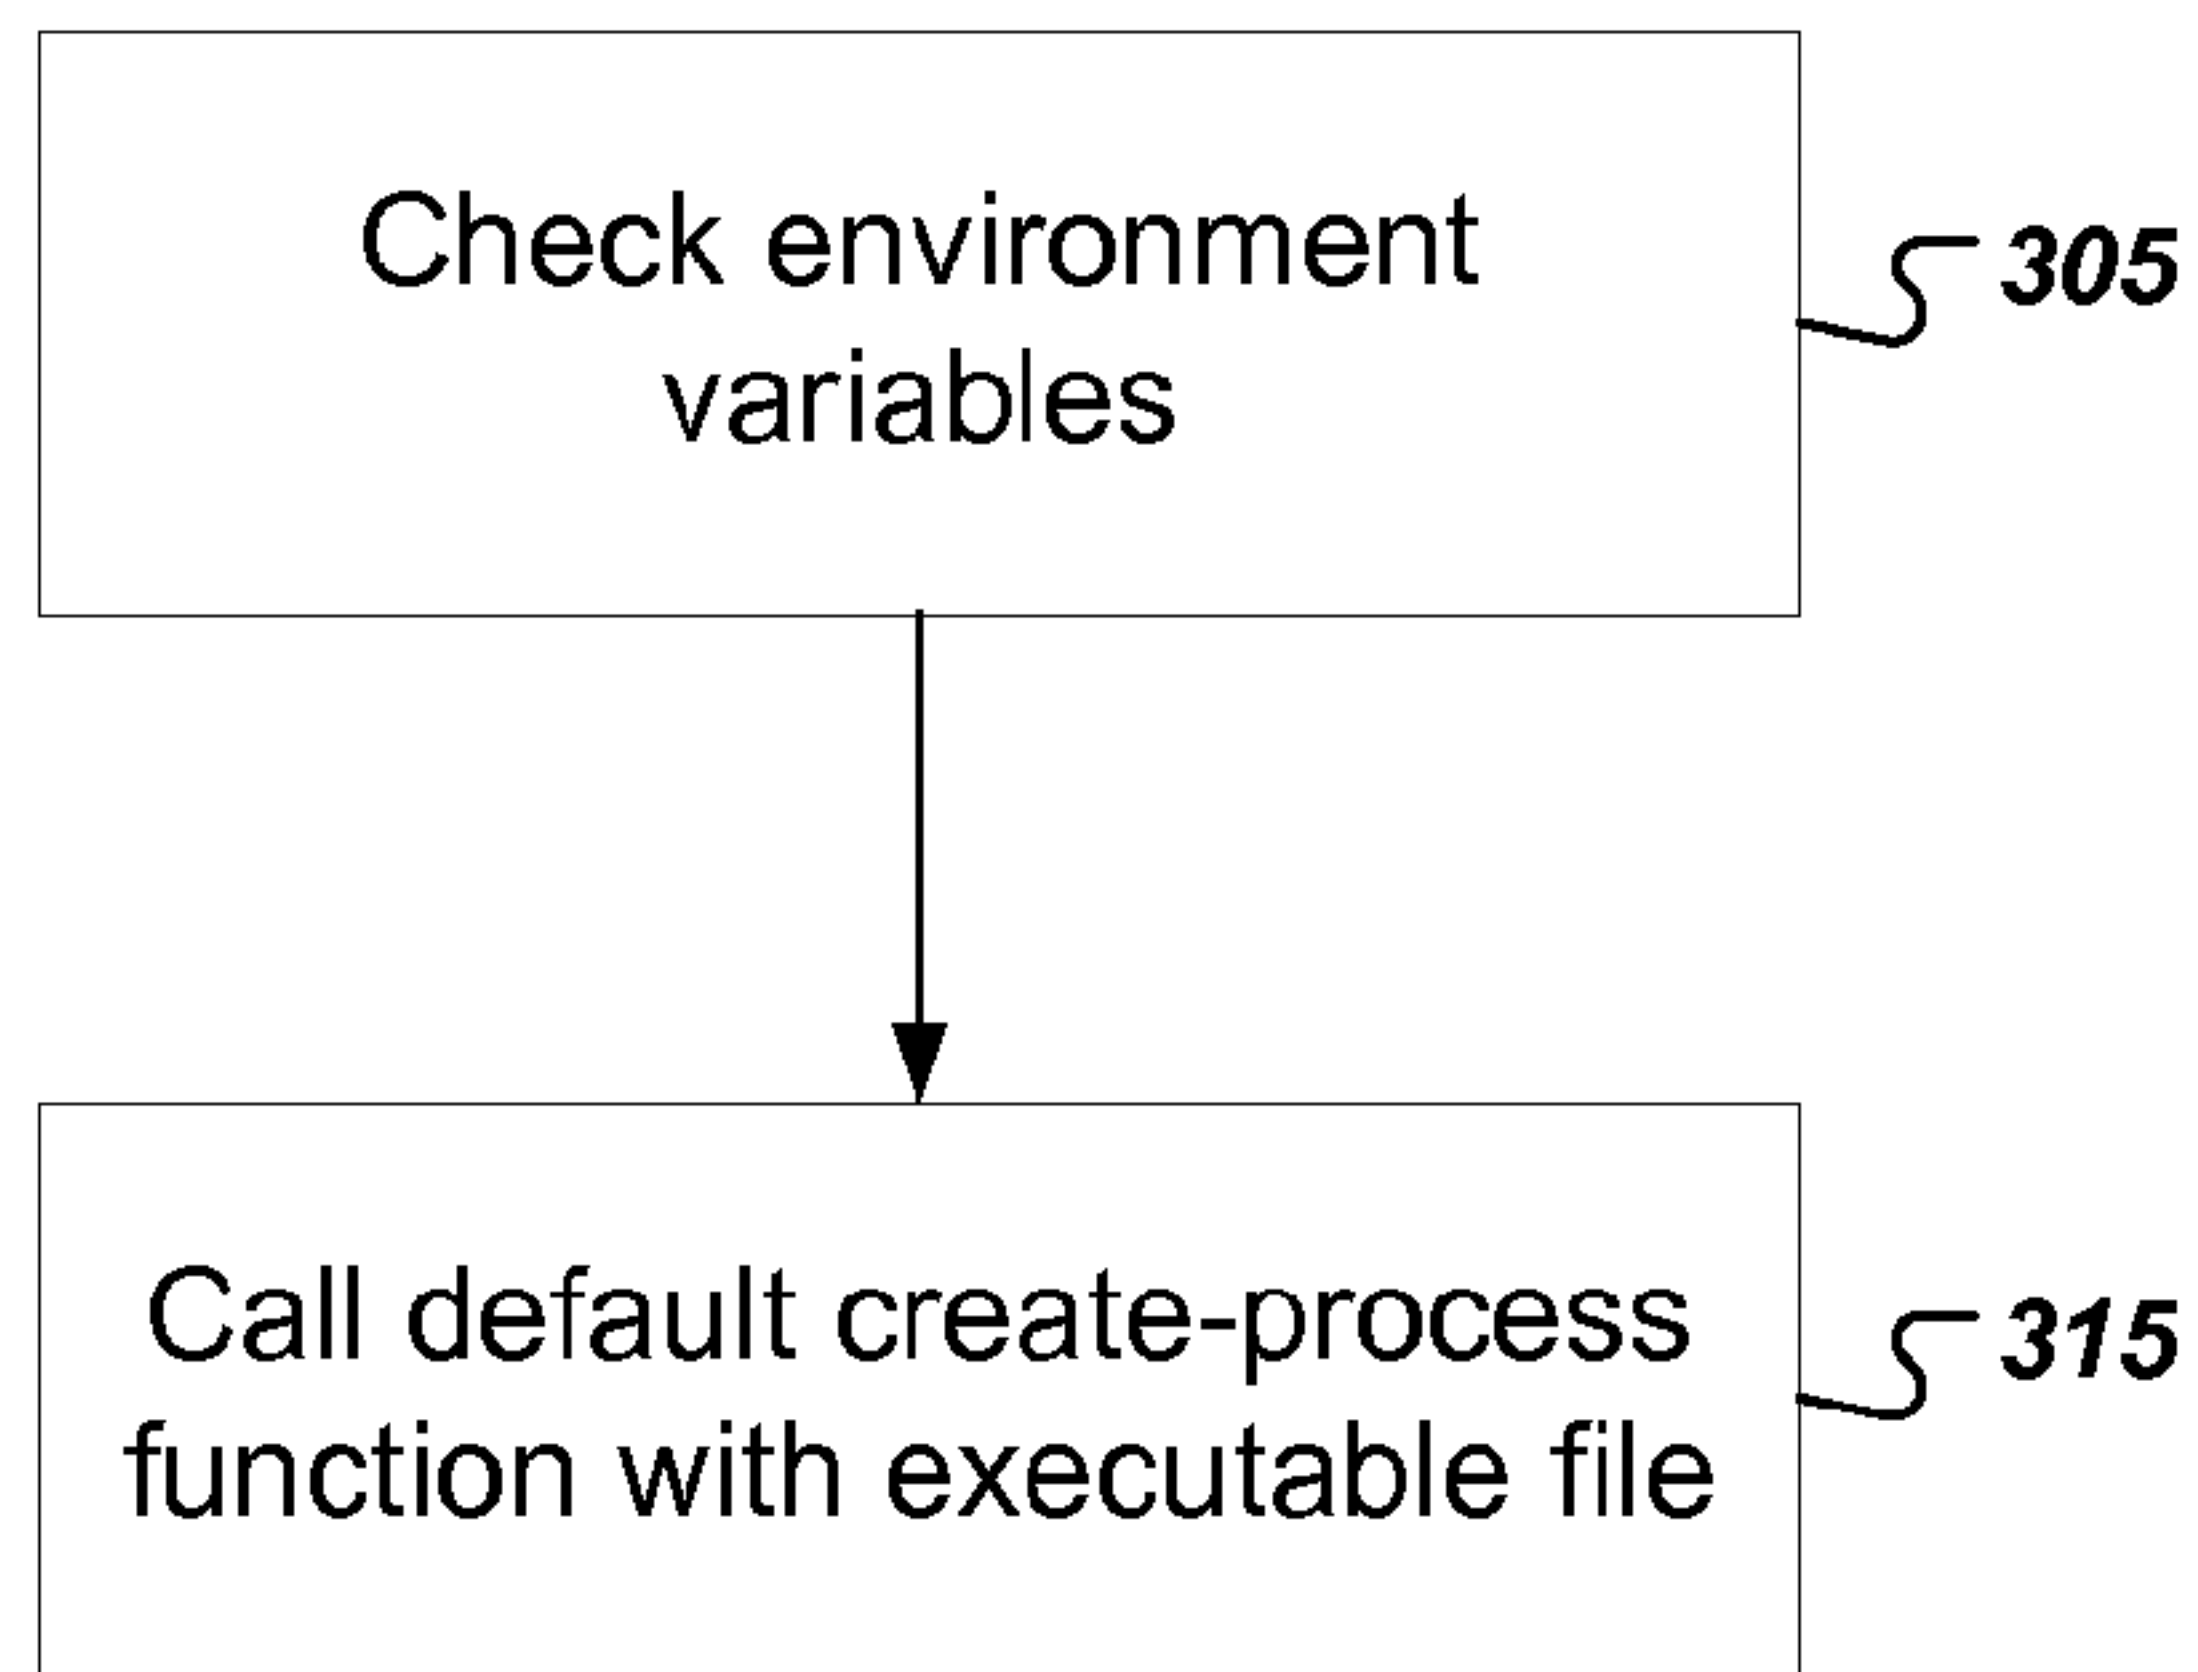 Check environment
variables
305
Call default create-process
function with executable file
315